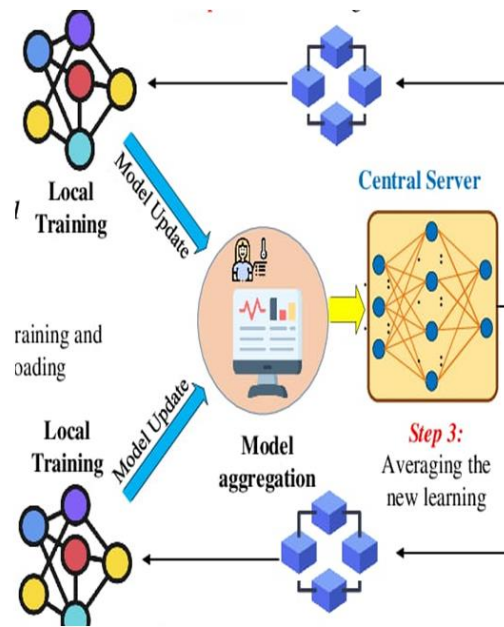 Local
Training
Model Update
Central Server
raining and
oading
Local
Training
Model Update
Model
aggregation
Step 3:
Averaging the
new learning